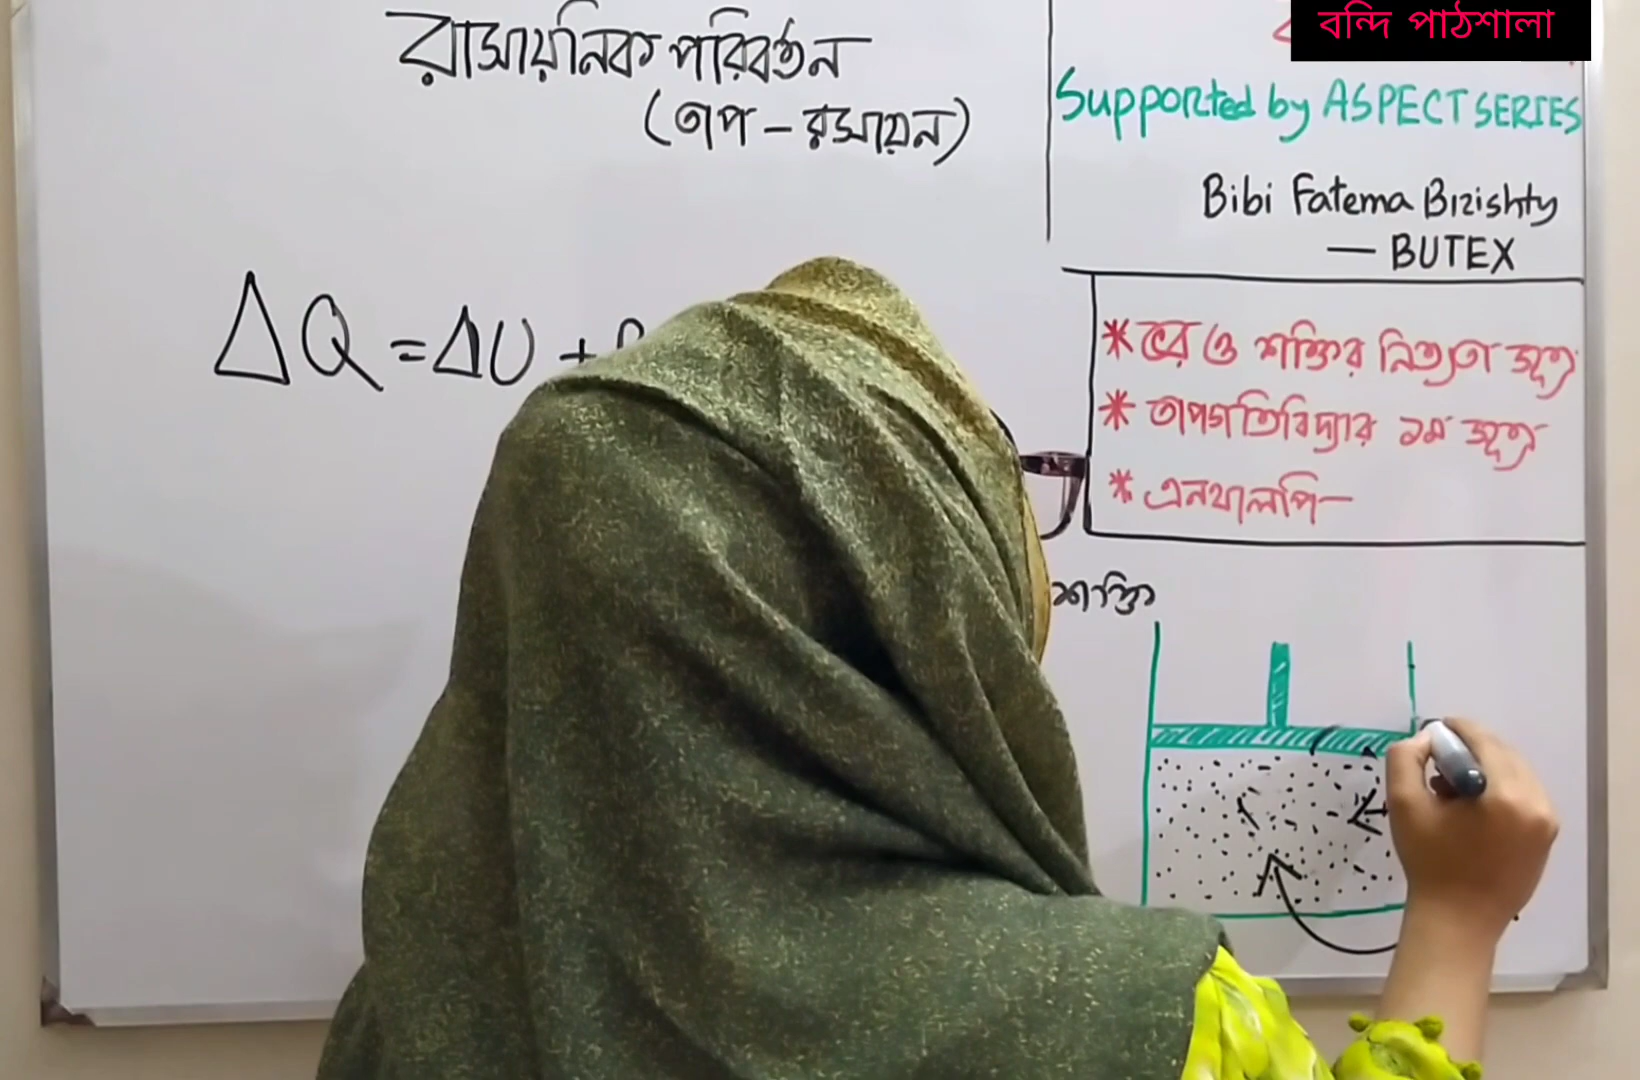 রাসায়নিক পরিবর্তন
(তাপ – রসায়ন)
বন্দি পাঠশালা
Supported by ASPECT SERIES
Bibi Fatema Brishty
— BUTEX
ΔQ = ΔU +
* ভর ও শক্তির নিত্যতা সূত্র
* তাপগতিবিদ্যার ১ম সূত্র
* এনথালপি—
শক্তি